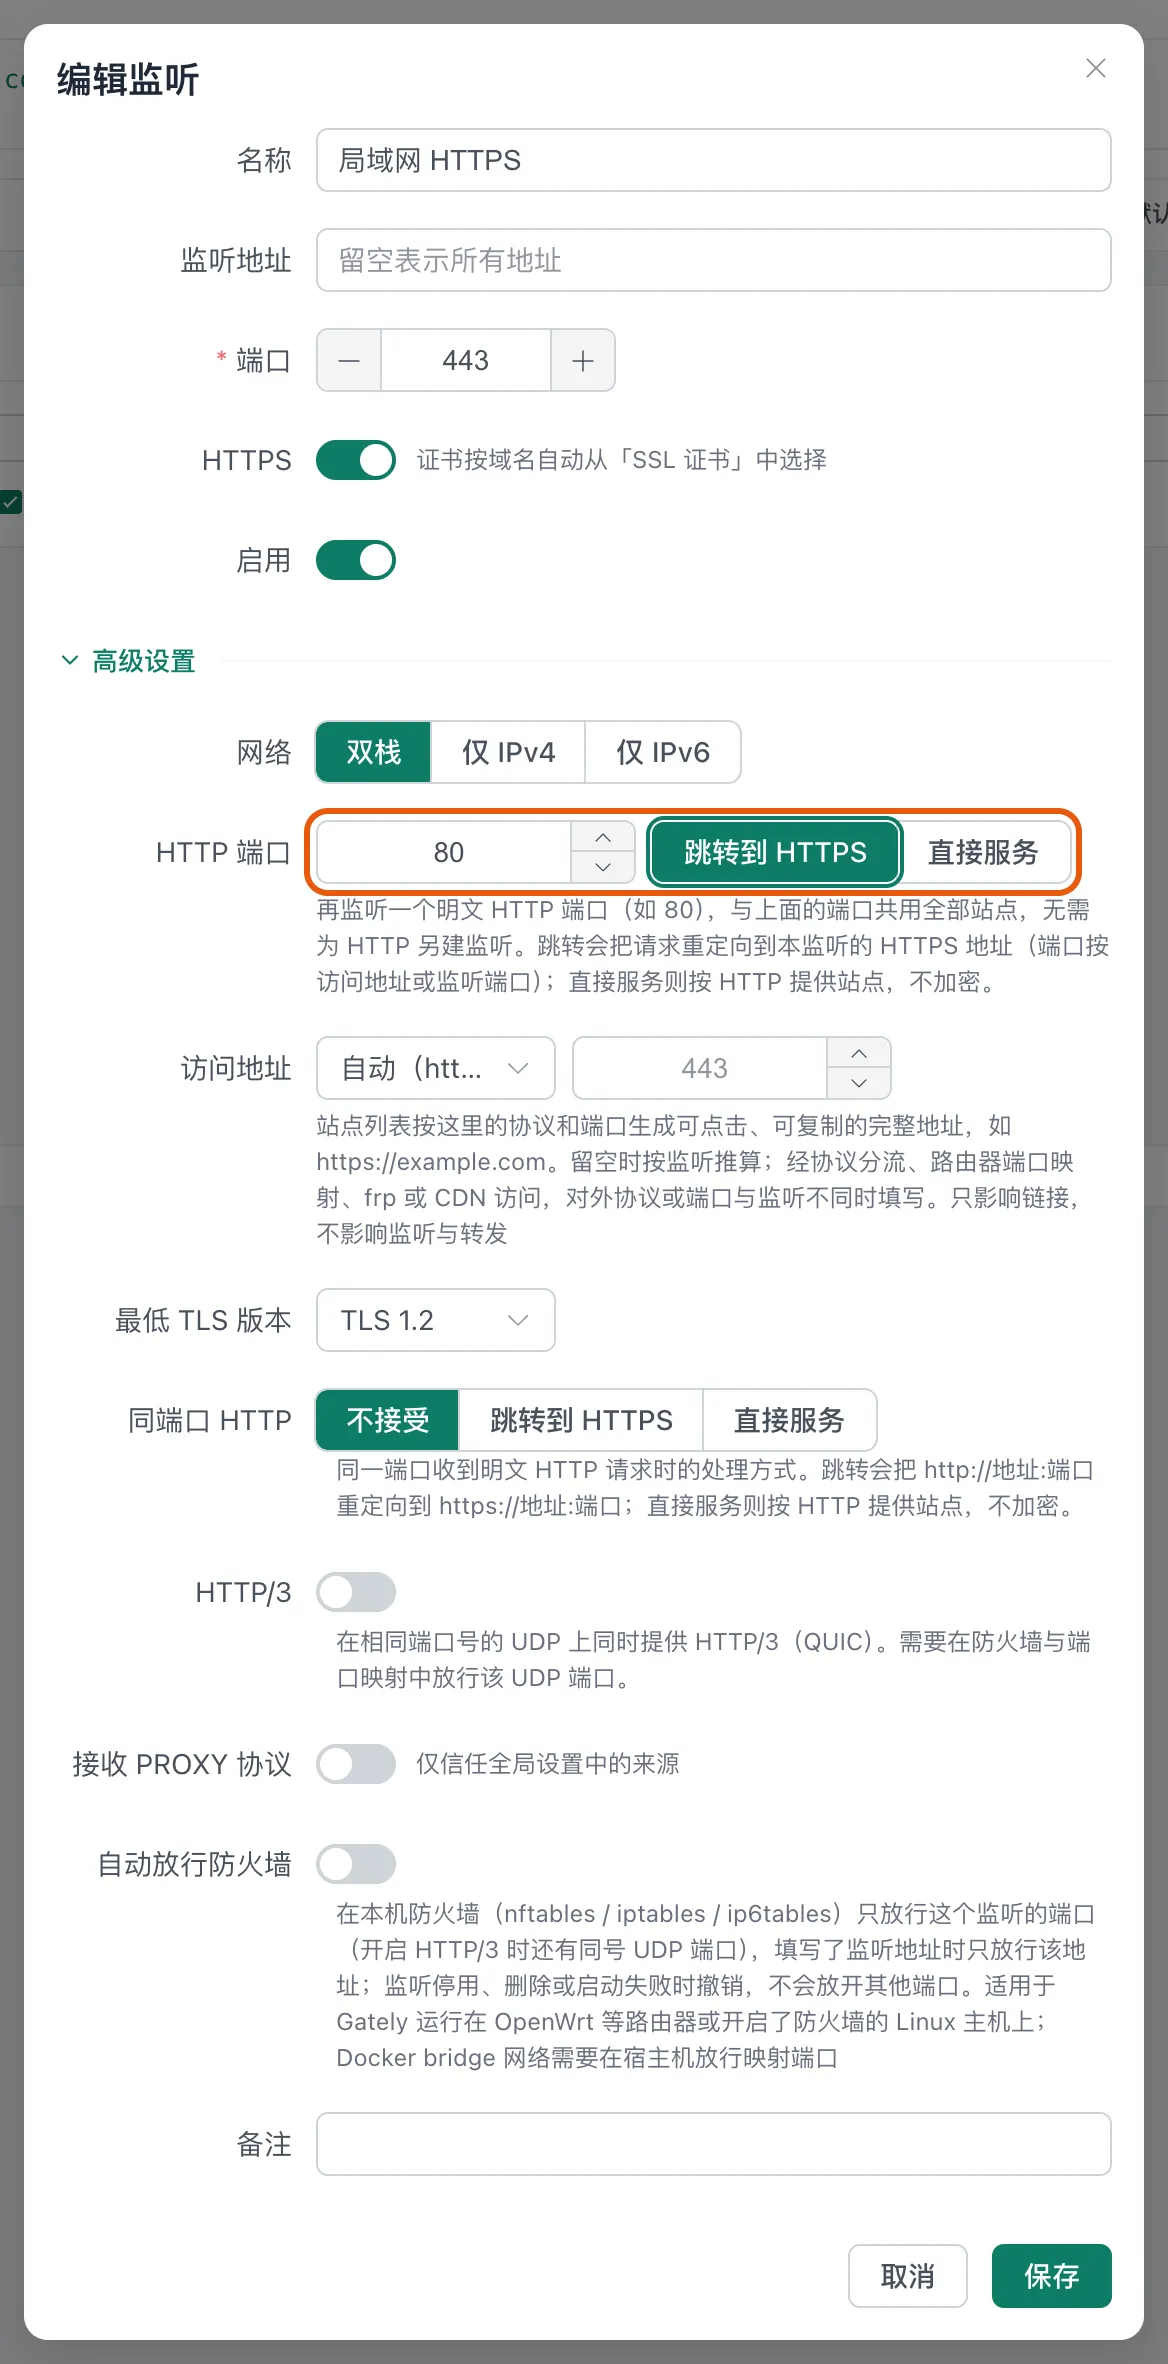 编辑监听
名称 局域网 HTTPS
监听地址 留空表示所有地址
* 端口 443
HTTPS 证书按域名自动从「SSL 证书」中选择
启用
高级设置
网络 双栈 仅 IPv4 仅 IPv6
HTTP 端口 80 跳转到 HTTPS 直接服务
再监听一个明文 HTTP 端口（如 80），与上面的端口共用全部站点，无需
为 HTTP 另建监听。跳转会把请求重定向到本监听的 HTTPS 地址（端口按
访问地址或监听端口）；直接服务则按 HTTP 提供站点，不加密。
访问地址 自动（htt... 443
站点列表按这里的协议和端口生成可点击、可复制的完整地址，如
https://example.com。留空时按监听推算；经协议分流、路由器端口映
射、frp 或 CDN 访问，对外协议或端口与监听不同时填写。只影响链接，
不影响监听与转发
最低 TLS 版本 TLS 1.2
同端口 HTTP 不接受 跳转到 HTTPS 直接服务
同一端口收到明文 HTTP 请求时的处理方式。跳转会把 http://地址:端口
重定向到 https://地址:端口；直接服务则按 HTTP 提供站点，不加密。
HTTP/3
在相同端口号的 UDP 上同时提供 HTTP/3（QUIC）。需要在防火墙与端
口映射中放行该 UDP 端口。
接收 PROXY 协议 仅信任全局设置中的来源
自动放行防火墙
在本机防火墙（nftables / iptables / ip6tables）只放行这个监听的端口
（开启 HTTP/3 时还有同号 UDP 端口），填写了监听地址时只放行该地
址；监听停用、删除或启动失败时撤销，不会放开其他端口。适用于
Gately 运行在 OpenWrt 等路由器或开启了防火墙的 Linux 主机上；
Docker bridge 网络需要在宿主机放行映射端口
备注
取消 保存